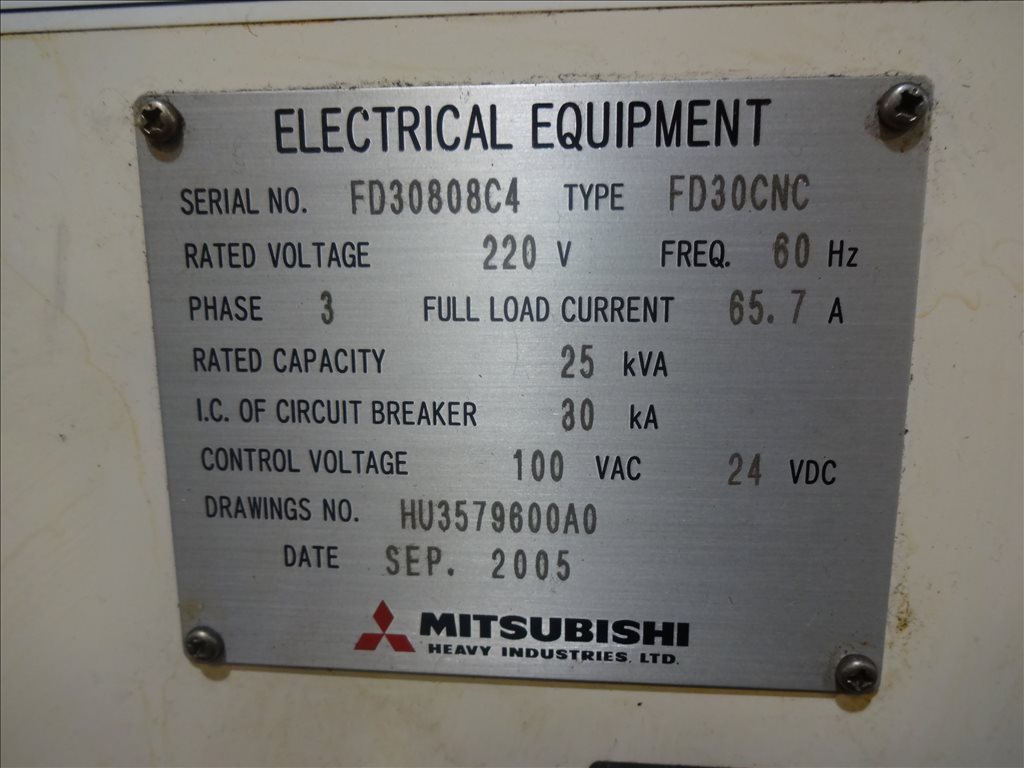 ELECTRICAL EQUIPMENT
SERIAL NO. FD30808C4 TYPE FD30CNC
RATED VOLTAGE 220 V FREQ. 60 Hz
PHASE 3 FULL LOAD CURRENT 65.7 A
RATED CAPACITY 25 kVA
I.C. OF CIRCUIT BREAKER 30 kA
CONTROL VOLTAGE 100 VAC 24 VDC
DRAWINGS NO. HU3579600A0
DATE SEP. 2005
MITSUBISHI
HEAVY INDUSTRIES, LTD.